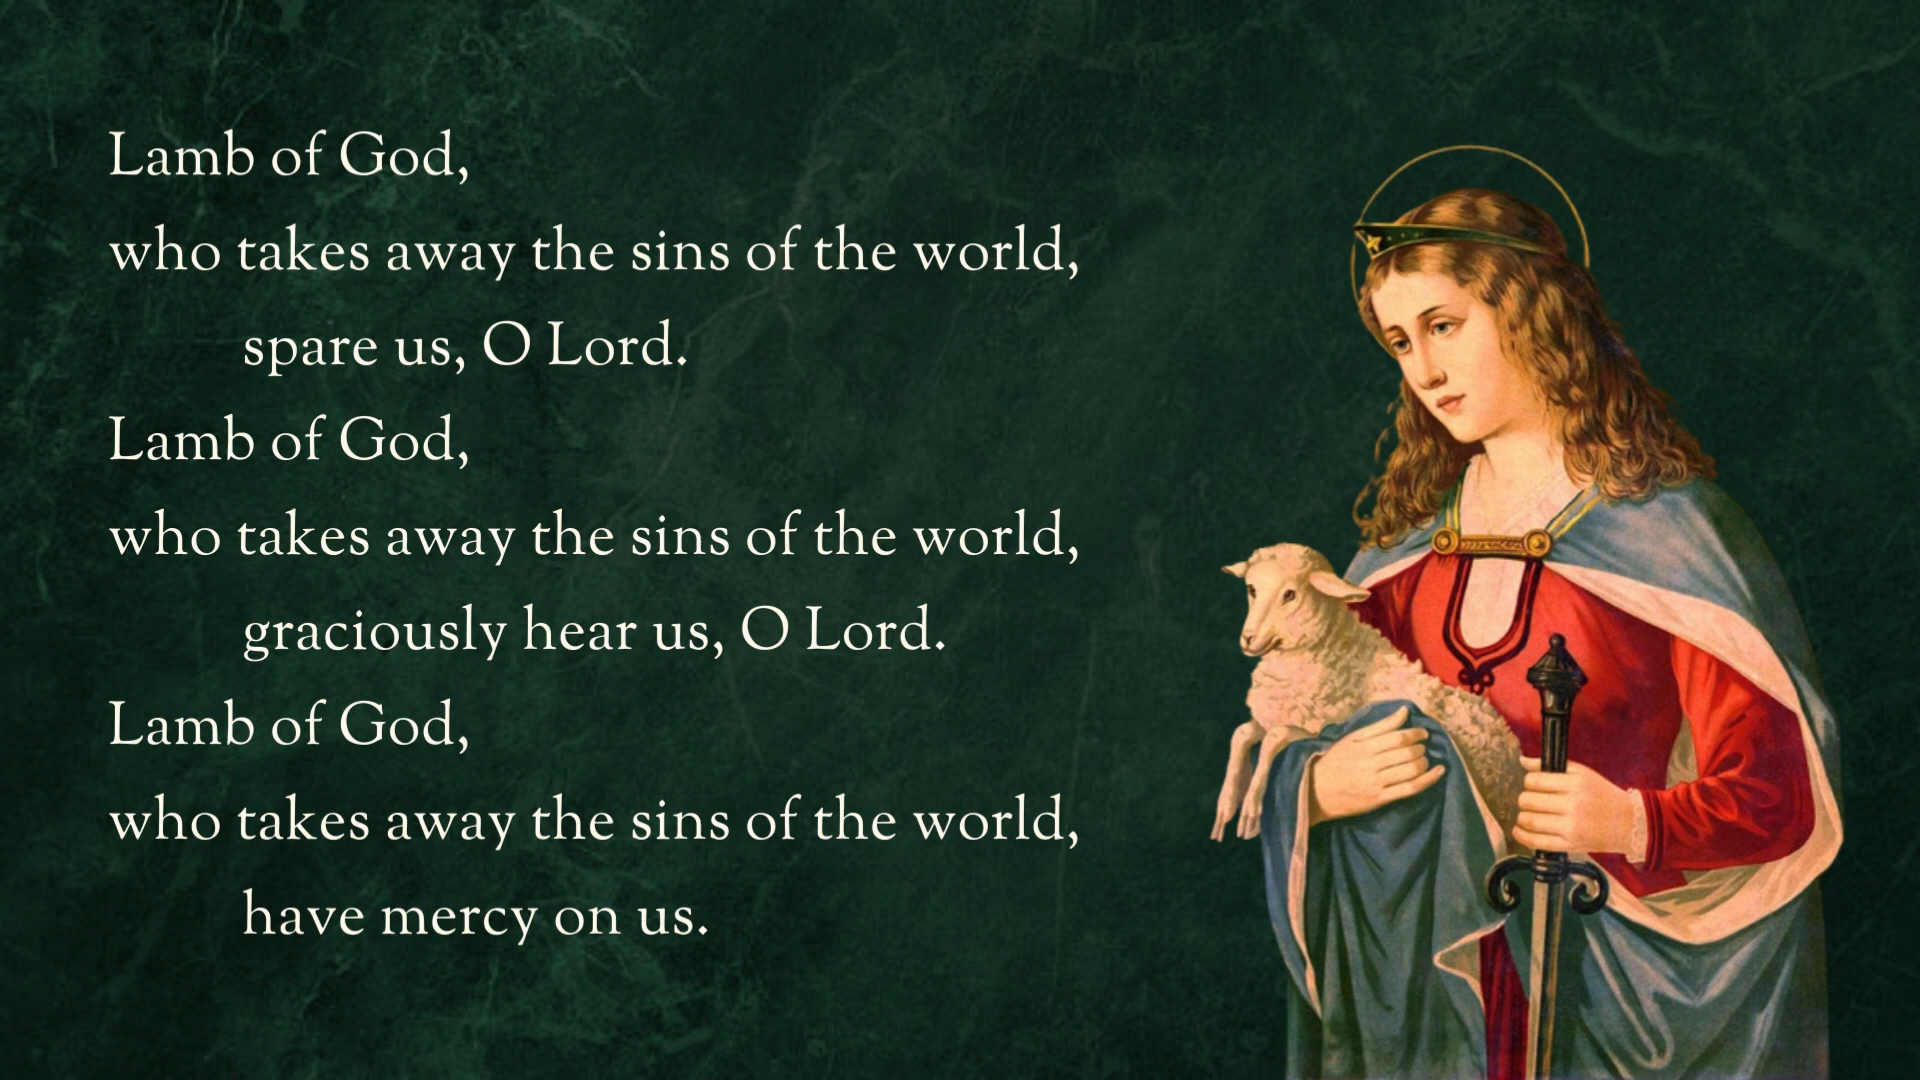 Lamb of God,
who takes away the sins of the world,
spare us, O Lord.
Lamb of God,
who takes away the sins of the world,
graciously hear us, O Lord.
Lamb of God,
who takes away the sins of the world,
have mercy on us.